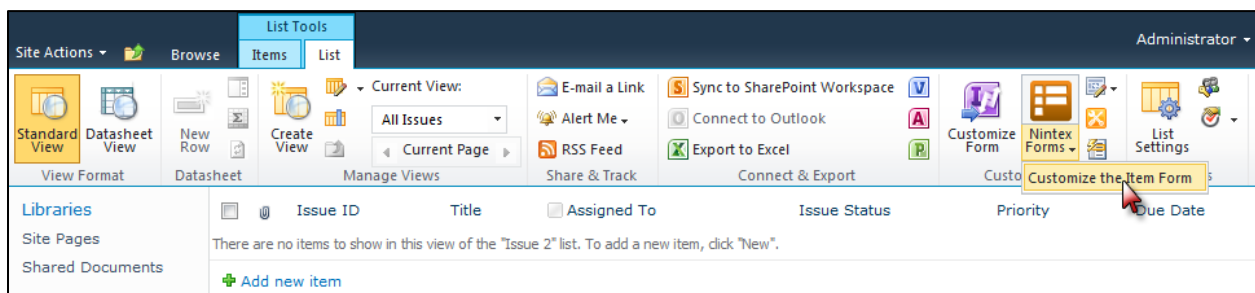 List Tools
Site Actions
Browse
Items
List
Administrator
Standard View
Datasheet View
View Format
New Row
Datasheet
Create View
Current View:
All Issues
Current Page
Manage Views
E-mail a Link
Alert Me
RSS Feed
Share & Track
Sync to SharePoint Workspace
Connect to Outlook
Export to Excel
Connect & Export
Customize Form
Nintex Forms
List Settings
Custo
Customize the Item Form
s
Libraries
Site Pages
Shared Documents
Issue ID Title Assigned To Issue Status Priority Due Date
There are no items to show in this view of the "Issue 2" list. To add a new item, click "New".
Add new item